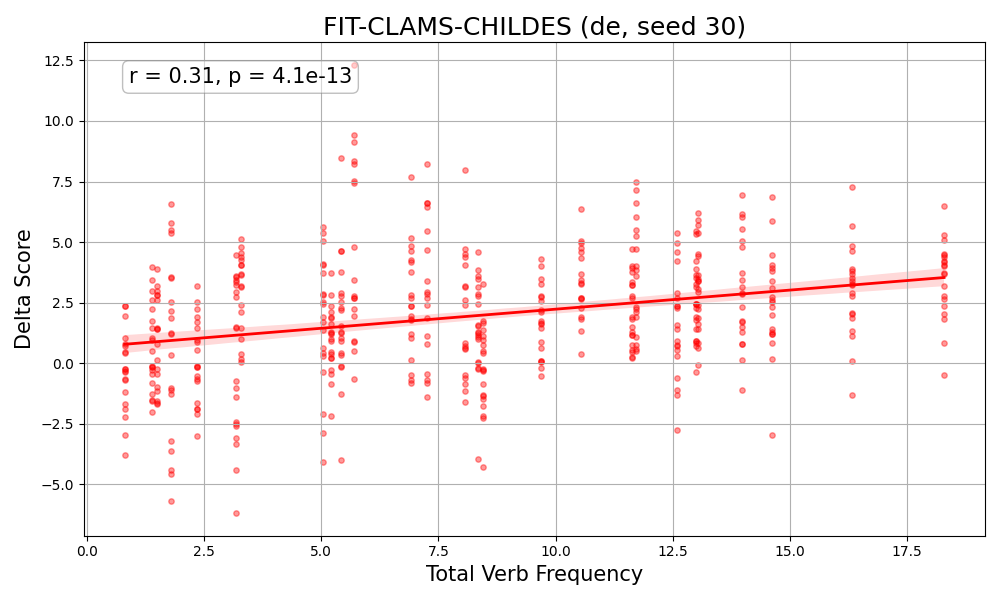 FIT-CLAMS-CHILDES (de, seed 30)
r = 0.31, p = 4.1e-13
Delta Score
12.5
10.0
7.5
5.0
2.5
0.0
−2.5
−5.0
0.0 2.5 5.0 7.5 10.0 12.5 15.0 17.5
Total Verb Frequency